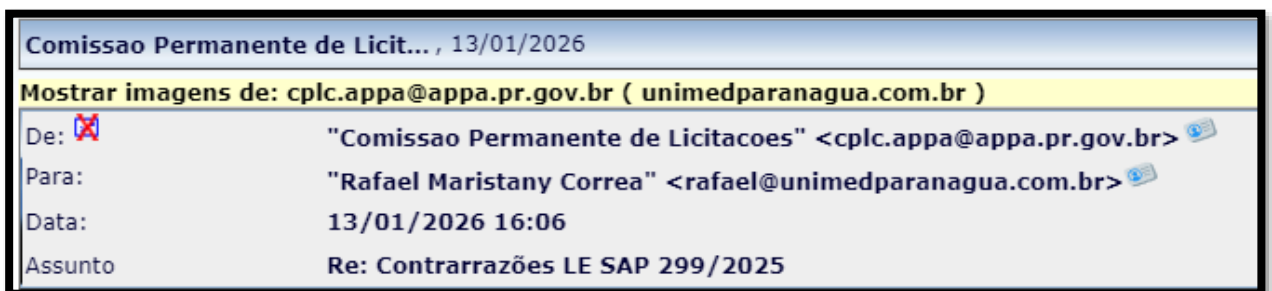 Comissao Permanente de Licit... , 13/01/2026
Mostrar imagens de: cplc.appa@appa.pr.gov.br ( unimedparanagua.com.br )
De: "Comissao Permanente de Licitacoes" <cplc.appa@appa.pr.gov.br>
Para: "Rafael Maristany Correa" <rafael@unimedparanagua.com.br>
Data: 13/01/2026 16:06
Assunto Re: Contrarrazões LE SAP 299/2025